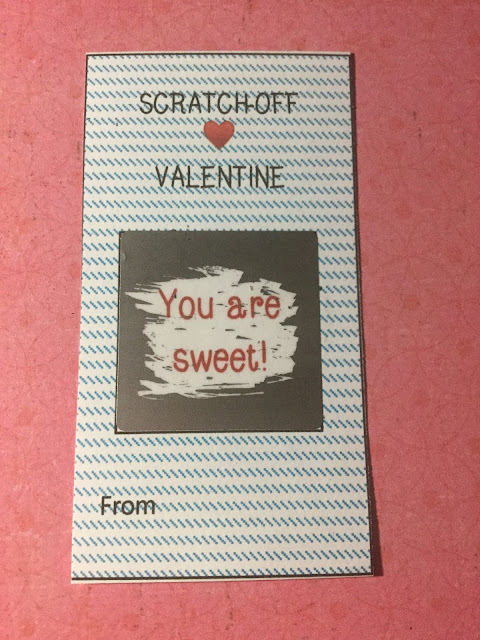 SCRATCH-OFF
VALENTINE
You are
sweet!
From